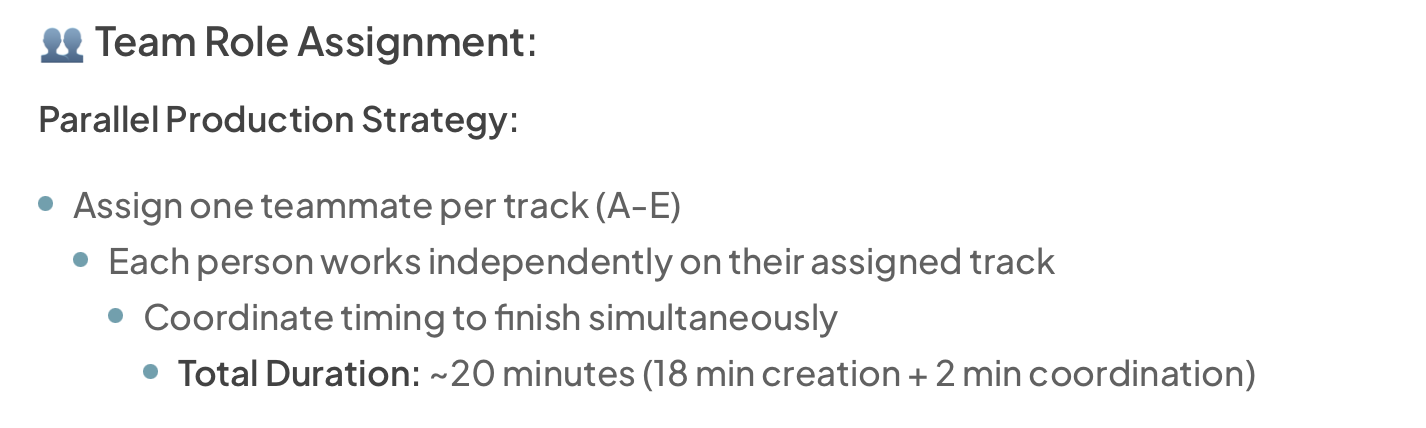 👥 Team Role Assignment:
Parallel Production Strategy:
• Assign one teammate per track (A-E)
• Each person works independently on their assigned track
• Coordinate timing to finish simultaneously
• Total Duration: ~20 minutes (18 min creation + 2 min coordination)